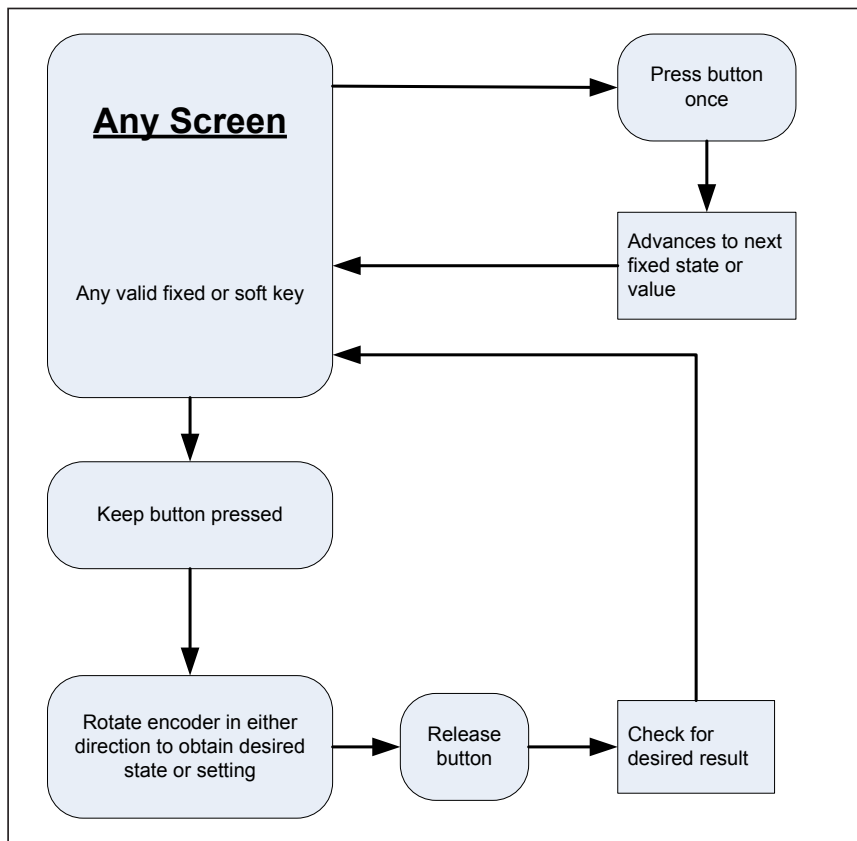 Any Screen
Any valid fixed or soft key
Press button
once
Advances to next
fixed state or
value
Keep button pressed
Rotate encoder in either
direction to obtain desired
state or setting
Release
button
Check for
desired result